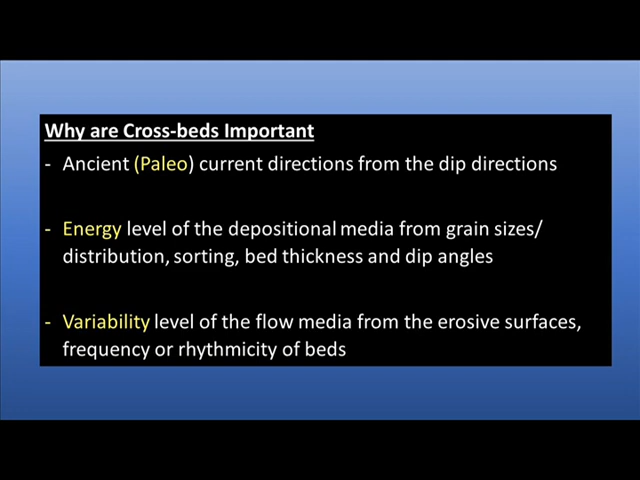 Why are Cross-beds Important
- Ancient (Paleo) current directions from the dip directions
- Energy level of the depositional media from grain sizes/
distribution, sorting, bed thickness and dip angles
- Variability level of the flow media from the erosive surfaces,
frequency or rhythmicity of beds